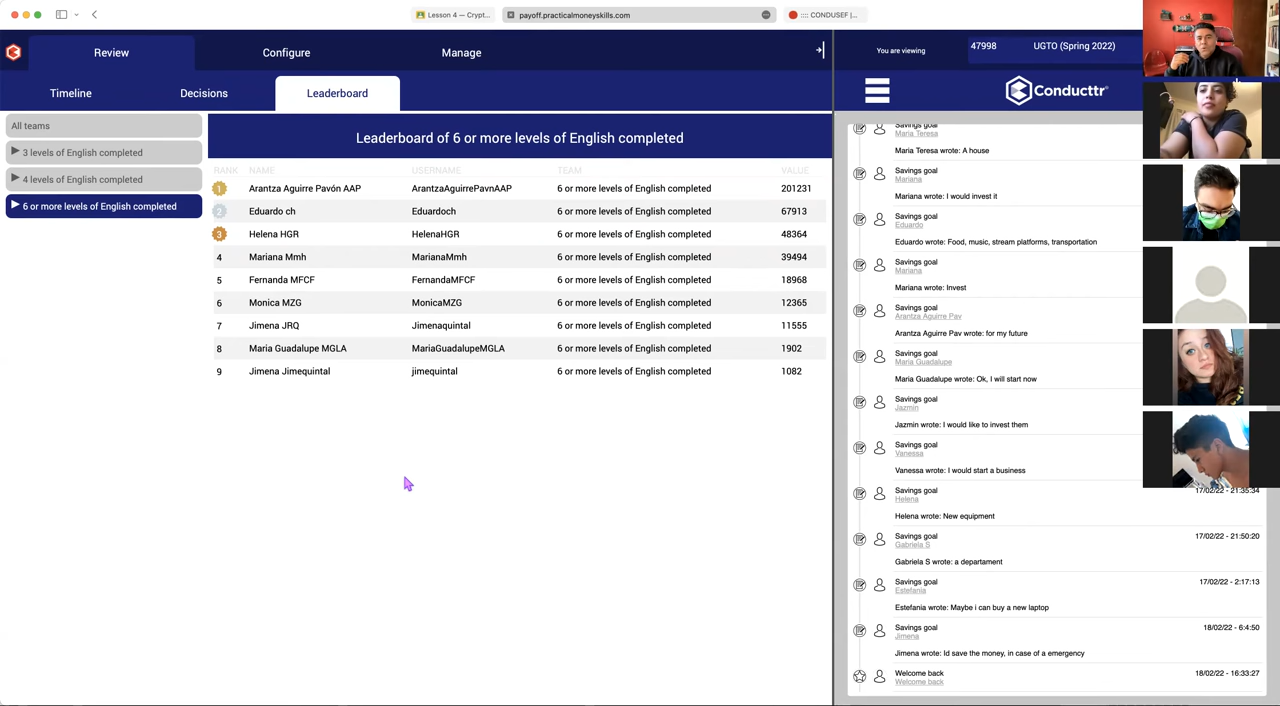 Lesson 4 — Crypt...
payoff.practicalmoneyskills.com
:::: CONDUSEF |...
Review
Configure
Manage
You are viewing
47998
UGTO (Spring 2022)
Timeline
Decisions
Leaderboard
Conducttr
All teams
3 levels of English completed
4 levels of English completed
6 or more levels of English completed
Leaderboard of 6 or more levels of English completed
RANK NAME USERNAME TEAM VALUE
1 Arantza Aguirre Pavón AAP ArantzaAguirrePavnAAP 6 or more levels of English completed 201231
2 Eduardo ch Eduardoch 6 or more levels of English completed 67913
3 Helena HGR HelenaHGR 6 or more levels of English completed 48364
4 Mariana Mmh MarianaMmh 6 or more levels of English completed 39494
5 Fernanda MFCF FernandaMFCF 6 or more levels of English completed 18968
6 Monica MZG MonicaMZG 6 or more levels of English completed 12365
7 Jimena JRQ Jimenaquintal 6 or more levels of English completed 11555
8 Maria Guadalupe MGLA MariaGuadalupeMGLA 6 or more levels of English completed 1902
9 Jimena Jimequintal jimequintal 6 or more levels of English completed 1082
Savings goal
Maria Teresa
Maria Teresa wrote: A house
Savings goal
Mariana
Mariana wrote: I would invest it
Savings goal
Eduardo
Eduardo wrote: Food, music, stream platforms, transportation
Savings goal
Mariana
Mariana wrote: Invest
Savings goal
Arantza Aguirre Pav
Arantza Aguirre Pav wrote: for my future
Savings goal
Maria Guadalupe
Maria Guadalupe wrote: Ok, I will start now
Savings goal
Jazmin
Jazmin wrote: I would like to invest them
Savings goal
Vanessa
Vanessa wrote: I would start a business
Savings goal 17/02/22 - 21:35:34
Helena
Helena wrote: New equipment
Savings goal 17/02/22 - 21:50:20
Gabriela S
Gabriela S wrote: a departament
Savings goal 17/02/22 - 2:17:13
Estefania
Estefania wrote: Maybe i can buy a new laptop
Savings goal 18/02/22 - 6:4:50
Jimena
Jimena wrote: Id save the money, in case of a emergency
Welcome back 18/02/22 - 16:33:27
Welcome back